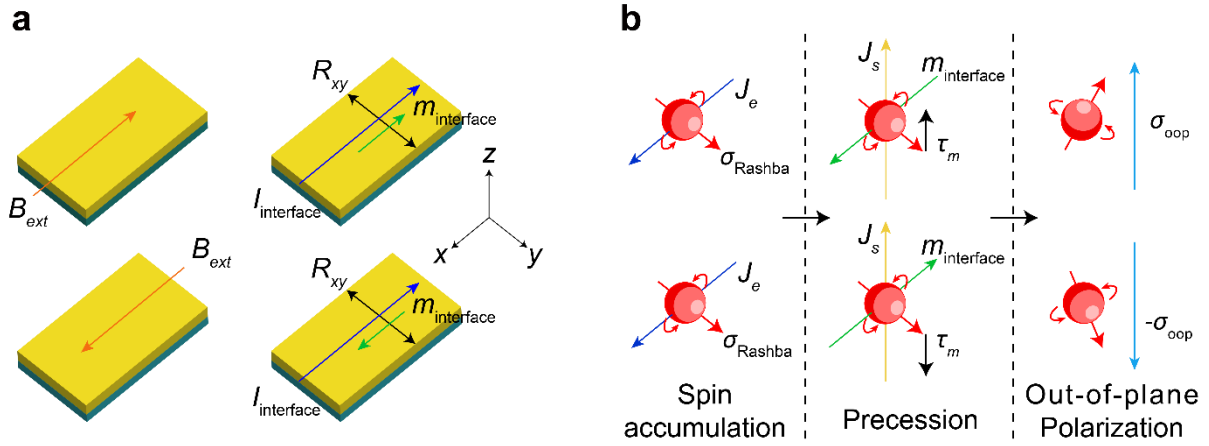 a
B_ext
R_xy
m_interface
I_interface
z
x
y
B_ext
R_xy
m_interface
I_interface
b
J_e
σ_Rashba
J_s
m_interface
τ_m
σ_oop
J_e
σ_Rashba
J_s
m_interface
τ_m
-σ_oop
Spin
accumulation
Precession
Out-of-plane
Polarization